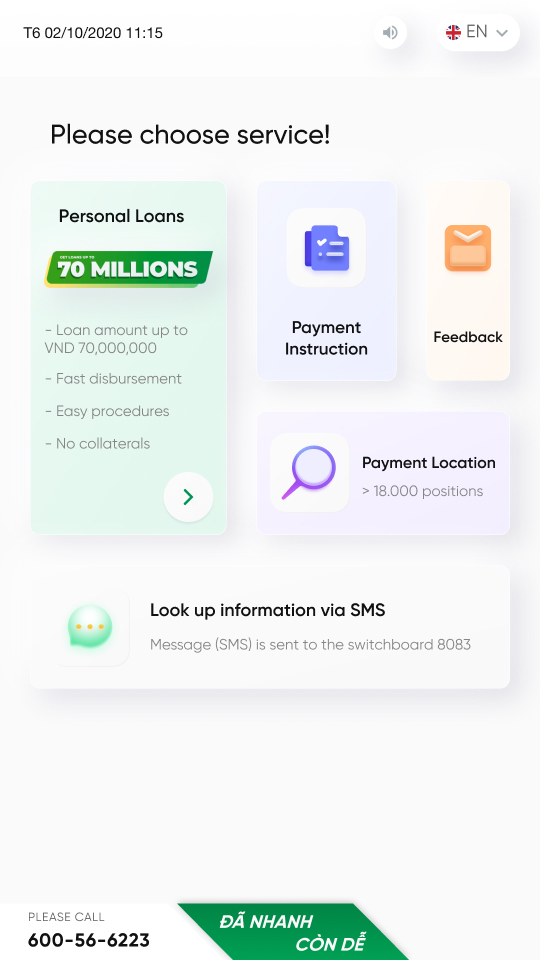 T6 02/10/2020 11:15
EN
Please choose service!
Personal Loans
GET LOANS UP TO
70 MILLIONS
- Loan amount up to
VND 70,000,000
- Fast disbursement
- Easy procedures
- No collaterals
Payment
Instruction
Feedback
Payment Location
> 18.000 positions
Look up information via SMS
Message (SMS) is sent to the switchboard 8083
PLEASE CALL
600-56-6223
ĐÃ NHANH
CÒN DỄ